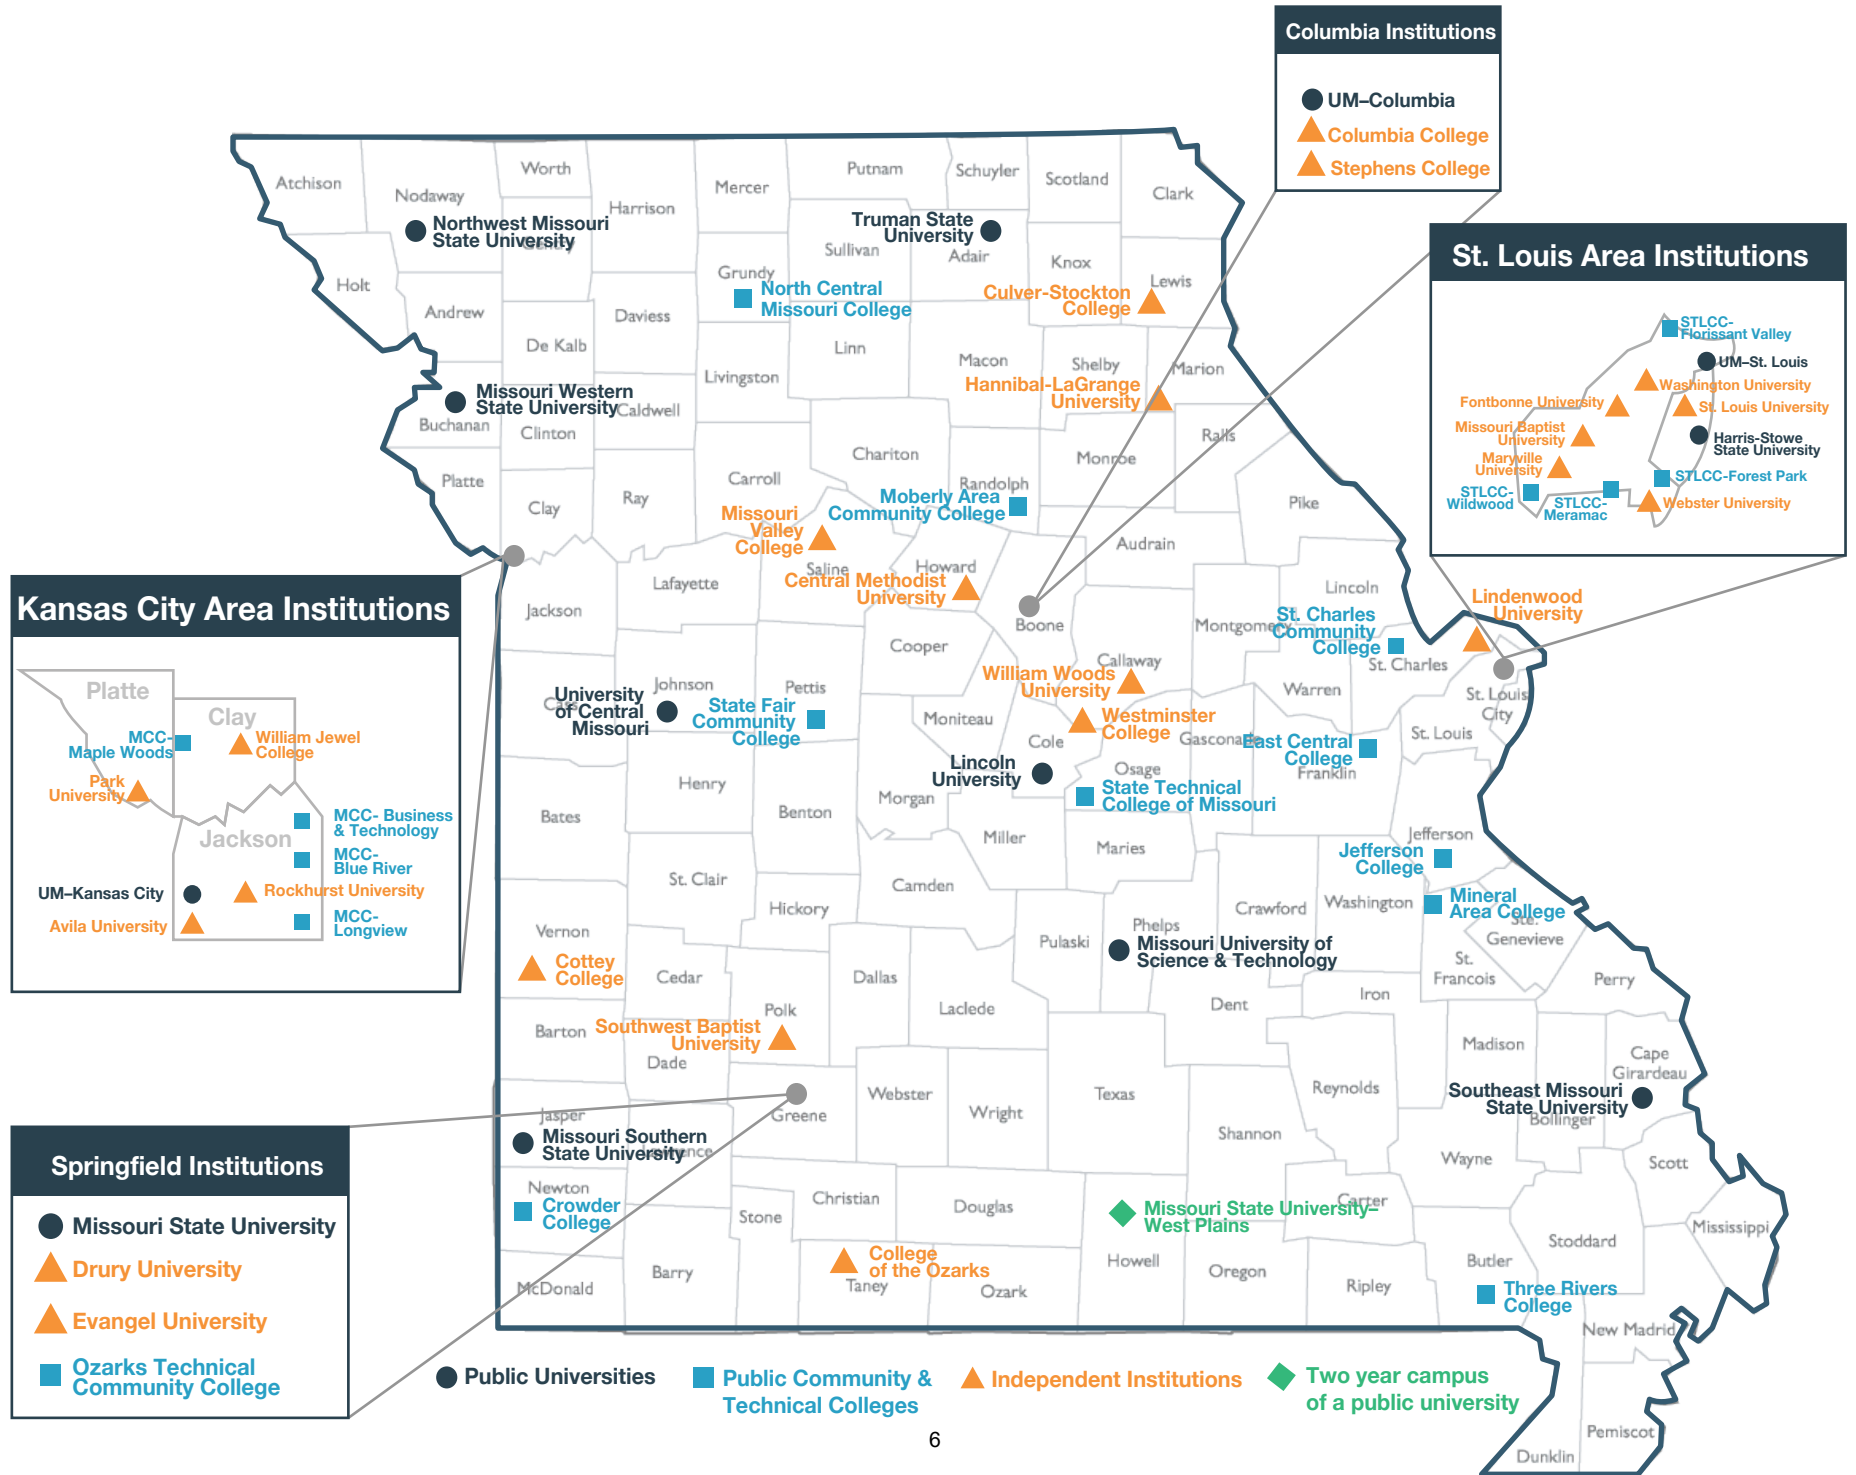 Columbia Institutions
UM–Columbia
Columbia College
Stephens College
St. Louis Area Institutions
STLCC-
Florissant Valley
UM–St. Louis
Washington University
Fontbonne University
St. Louis University
Missouri Baptist
University
Harris-Stowe
State University
Maryville
University
STLCC-Forest Park
STLCC-
Wildwood
STLCC-
Meramac
Webster University
Atchison
Nodaway
Worth
Harrison
Mercer
Putnam
Schuyler
Scotland
Clark
Northwest Missouri
State University
Gentry
Truman State
University
Sullivan
Adair
Knox
Lewis
Holt
Grundy
North Central
Missouri College
Culver-Stockton
College
Andrew
De Kalb
Daviess
Livingston
Linn
Macon
Shelby
Marion
Hannibal-LaGrange
University
Missouri Western
State University
Buchanan
Clinton
Caldwell
Ralls
Platte
Clay
Ray
Carroll
Chariton
Randolph
Monroe
Pike
Moberly Area
Community College
Missouri
Valley
College
Saline
Audrain
Howard
Central Methodist
University
Lincoln
Lindenwood
University
Jackson
Lafayette
Boone
Montgomery
St. Charles
Community
College
St. Charles
Cooper
Callaway
William Woods
University
Warren
St. Louis
City
Cass
Johnson
University
of Central
Missouri
Pettis
State Fair
Community
College
Moniteau
Westminster
College
Cole
Gasconade
East Central
College
Franklin
St. Louis
Lincoln
University
Osage
State Technical
College of Missouri
Henry
Bates
Benton
Morgan
Miller
Maries
Jefferson
Jefferson
College
St. Clair
Camden
Hickory
Crawford
Washington
Mineral
Area College
Ste.
Genevieve
Vernon
Cottey
College
Cedar
Dallas
Pulaski
Phelps
Missouri University of
Science & Technology
St.
Francois
Perry
Polk
Southwest Baptist
University
Laclede
Dent
Iron
Barton
Dade
Madison
Cape
Girardeau
Southeast Missouri
State University
Bollinger
Jasper
Missouri Southern
State University
Lawrence
Greene
Webster
Wright
Texas
Reynolds
Shannon
Wayne
Scott
Newton
Crowder
College
Stone
Christian
Douglas
Missouri State University–
West Plains
Carter
Stoddard
Mississippi
McDonald
Barry
College
of the Ozarks
Taney
Ozark
Howell
Oregon
Ripley
Butler
Three Rivers
College
New Madrid
Pemiscot
Dunklin
Kansas City Area Institutions
Platte
Clay
MCC-
Maple Woods
William Jewel
College
Park
University
Jackson
MCC- Business
& Technology
MCC-
Blue River
UM–Kansas City
Rockhurst University
Avila University
MCC-
Longview
Springfield Institutions
Missouri State University
Drury University
Evangel University
Ozarks Technical
Community College
Public Universities
Public Community &
Technical Colleges
Independent Institutions
Two year campus
of a public university
6